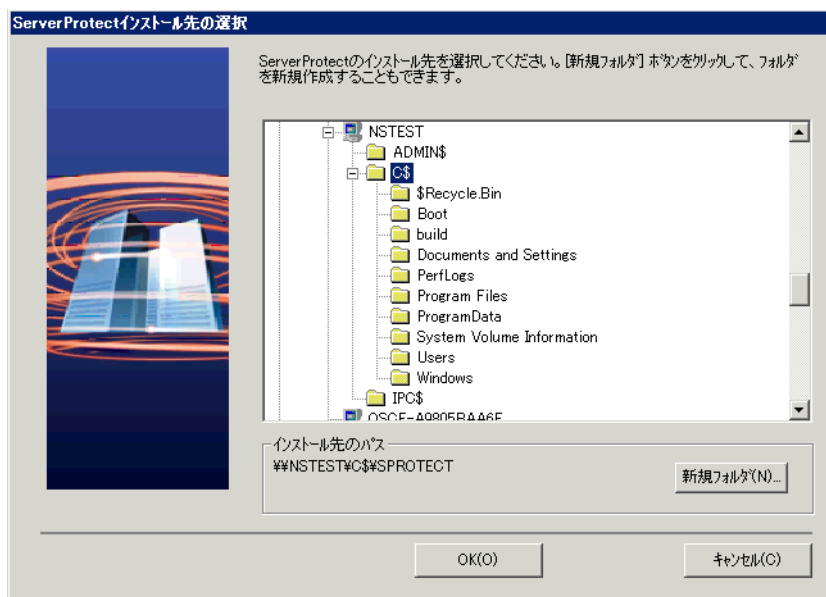 ServerProtectインストール先の選択
ServerProtectのインストール先を選択してください。[新規フォルダ] ボタンをクリックして、フォルダ
を新規作成することもできます。
NSTEST
ADMIN$
C$
$Recycle.Bin
Boot
build
Documents and Settings
PerfLogs
Program Files
ProgramData
System Volume Information
Users
Windows
IPC$
インストール先のパス
¥¥NSTEST¥C$¥SPROTECT
新規フォルダ(N)...
OK(O)
キャンセル(C)